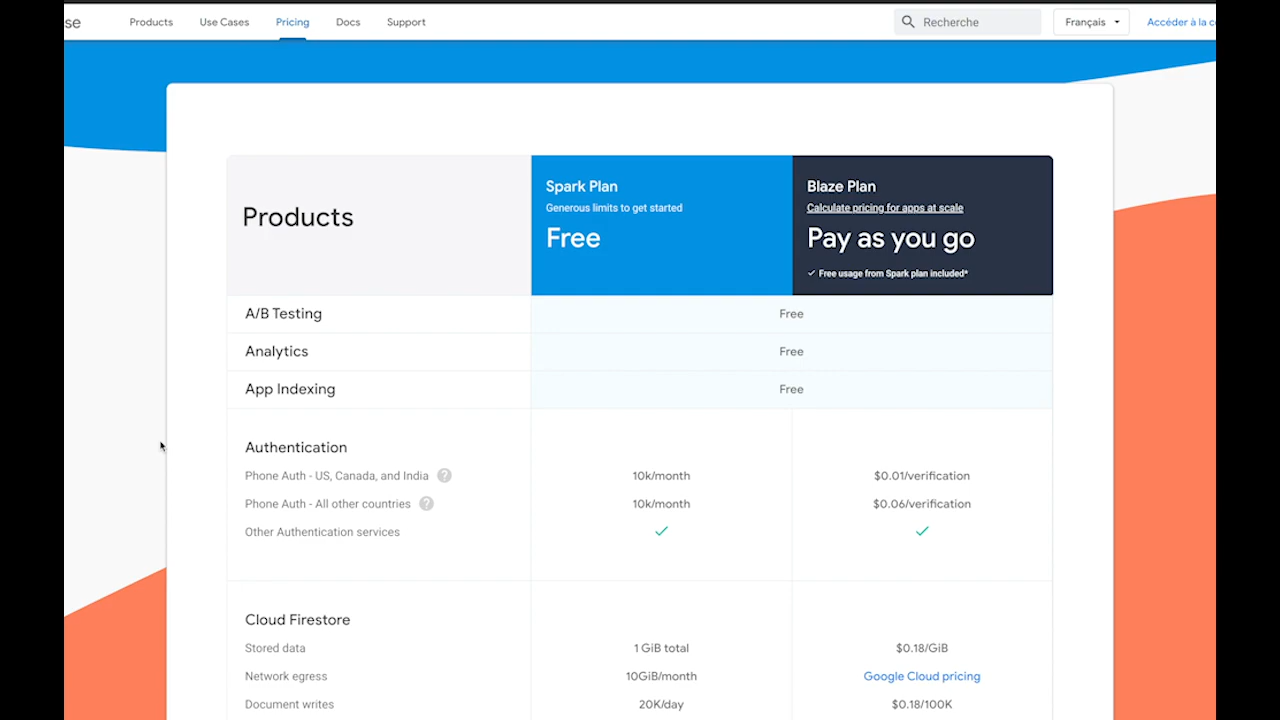 se
Products
Use Cases
Pricing
Docs
Support
Recherche
Français
Accéder à la c
Products
Spark Plan
Generous limits to get started
Free
Blaze Plan
Calculate pricing for apps at scale
Pay as you go
Free usage from Spark plan included*
A/B Testing
Free
Analytics
Free
App Indexing
Free
Authentication
Phone Auth - US, Canada, and India ?
10k/month
$0.01/verification
Phone Auth - All other countries ?
10k/month
$0.06/verification
Other Authentication services
Cloud Firestore
Stored data
1 GiB total
$0.18/GiB
Network egress
10GiB/month
Google Cloud pricing
Document writes
20K/day
$0.18/100K